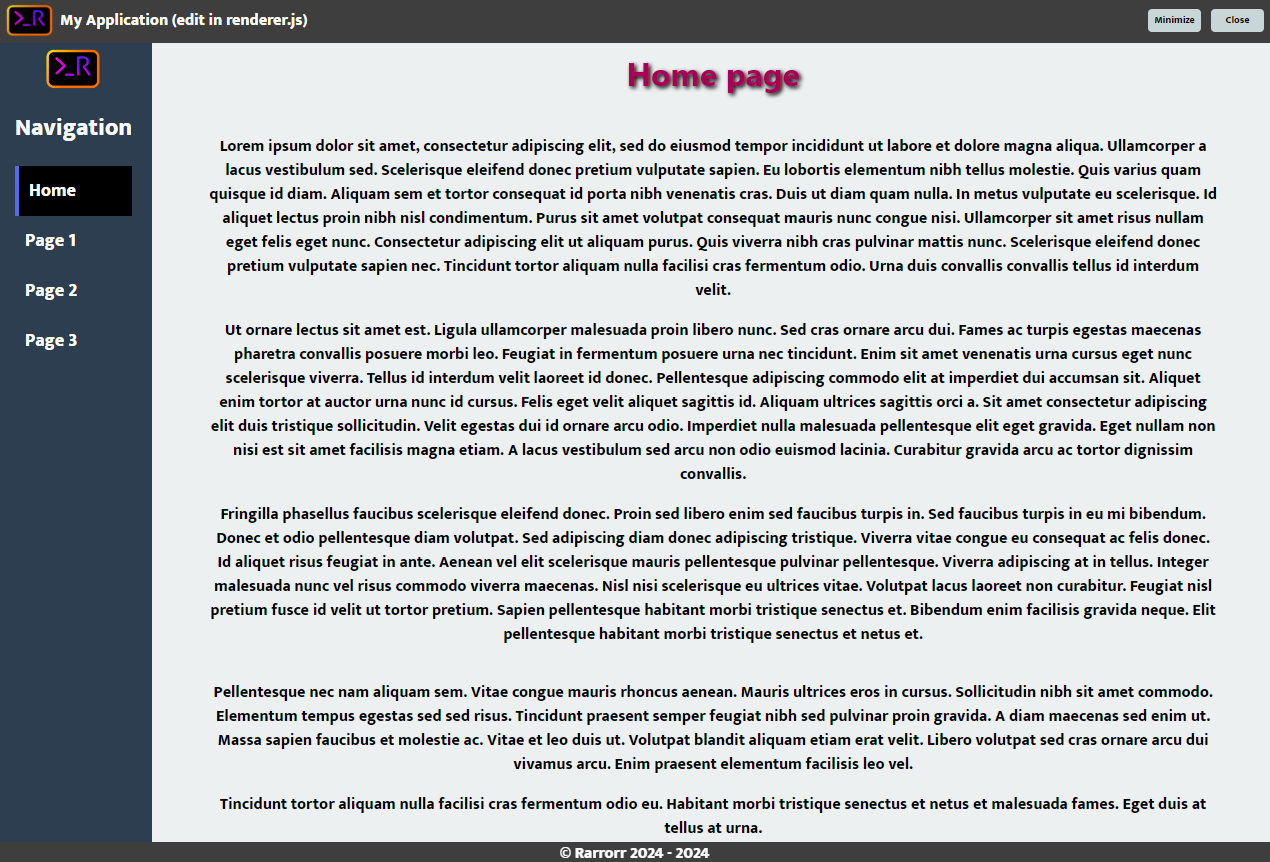 >_R My Application (edit in renderer.js) Minimize Close
>_R
Navigation
Home
Page 1
Page 2
Page 3
Home page
Lorem ipsum dolor sit amet, consectetur adipiscing elit, sed do eiusmod tempor incididunt ut labore et dolore magna aliqua. Ullamcorper a
lacus vestibulum sed. Scelerisque eleifend donec pretium vulputate sapien. Eu lobortis elementum nibh tellus molestie. Quis varius quam
quisque id diam. Aliquam sem et tortor consequat id porta nibh venenatis cras. Duis ut diam quam nulla. In metus vulputate eu scelerisque. Id
aliquet lectus proin nibh nisl condimentum. Purus sit amet volutpat consequat mauris nunc congue nisi. Ullamcorper sit amet risus nullam
eget felis eget nunc. Consectetur adipiscing elit ut aliquam purus. Quis viverra nibh cras pulvinar mattis nunc. Scelerisque eleifend donec
pretium vulputate sapien nec. Tincidunt tortor aliquam nulla facilisi cras fermentum odio. Urna duis convallis convallis tellus id interdum
velit.
Ut ornare lectus sit amet est. Ligula ullamcorper malesuada proin libero nunc. Sed cras ornare arcu dui. Fames ac turpis egestas maecenas
pharetra convallis posuere morbi leo. Feugiat in fermentum posuere urna nec tincidunt. Enim sit amet venenatis urna cursus eget nunc
scelerisque viverra. Tellus id interdum velit laoreet id donec. Pellentesque adipiscing commodo elit at imperdiet dui accumsan sit. Aliquet
enim tortor at auctor urna nunc id cursus. Felis eget velit aliquet sagittis id. Aliquam ultrices sagittis orci a. Sit amet consectetur adipiscing
elit duis tristique sollicitudin. Velit egestas dui id ornare arcu odio. Imperdiet nulla malesuada pellentesque elit eget gravida. Eget nullam non
nisi est sit amet facilisis magna etiam. A lacus vestibulum sed arcu non odio euismod lacinia. Curabitur gravida arcu ac tortor dignissim
convallis.
Fringilla phasellus faucibus scelerisque eleifend donec. Proin sed libero enim sed faucibus turpis in. Sed faucibus turpis in eu mi bibendum.
Donec et odio pellentesque diam volutpat. Sed adipiscing diam donec adipiscing tristique. Viverra vitae congue eu consequat ac felis donec.
Id aliquet risus feugiat in ante. Aenean vel elit scelerisque mauris pellentesque pulvinar pellentesque. Viverra adipiscing at in tellus. Integer
malesuada nunc vel risus commodo viverra maecenas. Nisl nisi scelerisque eu ultrices vitae. Volutpat lacus laoreet non curabitur. Feugiat nisl
pretium fusce id velit ut tortor pretium. Sapien pellentesque habitant morbi tristique senectus et. Bibendum enim facilisis gravida neque. Elit
pellentesque habitant morbi tristique senectus et netus et.
Pellentesque nec nam aliquam sem. Vitae congue mauris rhoncus aenean. Mauris ultrices eros in cursus. Sollicitudin nibh sit amet commodo.
Elementum tempus egestas sed sed risus. Tincidunt praesent semper feugiat nibh sed pulvinar proin gravida. A diam maecenas sed enim ut.
Massa sapien faucibus et molestie ac. Vitae et leo duis ut. Volutpat blandit aliquam etiam erat velit. Libero volutpat sed cras ornare arcu dui
vivamus arcu. Enim praesent elementum facilisis leo vel.
Tincidunt tortor aliquam nulla facilisi cras fermentum odio eu. Habitant morbi tristique senectus et netus et malesuada fames. Eget duis at
tellus at urna.
© Rarrorr 2024 - 2024